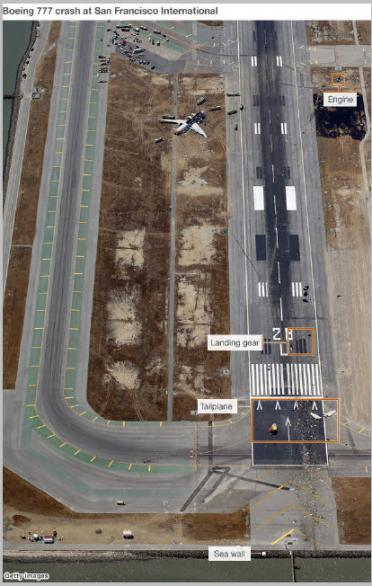 Boeing 777 crash at San Francisco International
Engine
28
L
Landing gear
Tailplane
Sea wall
Getty images